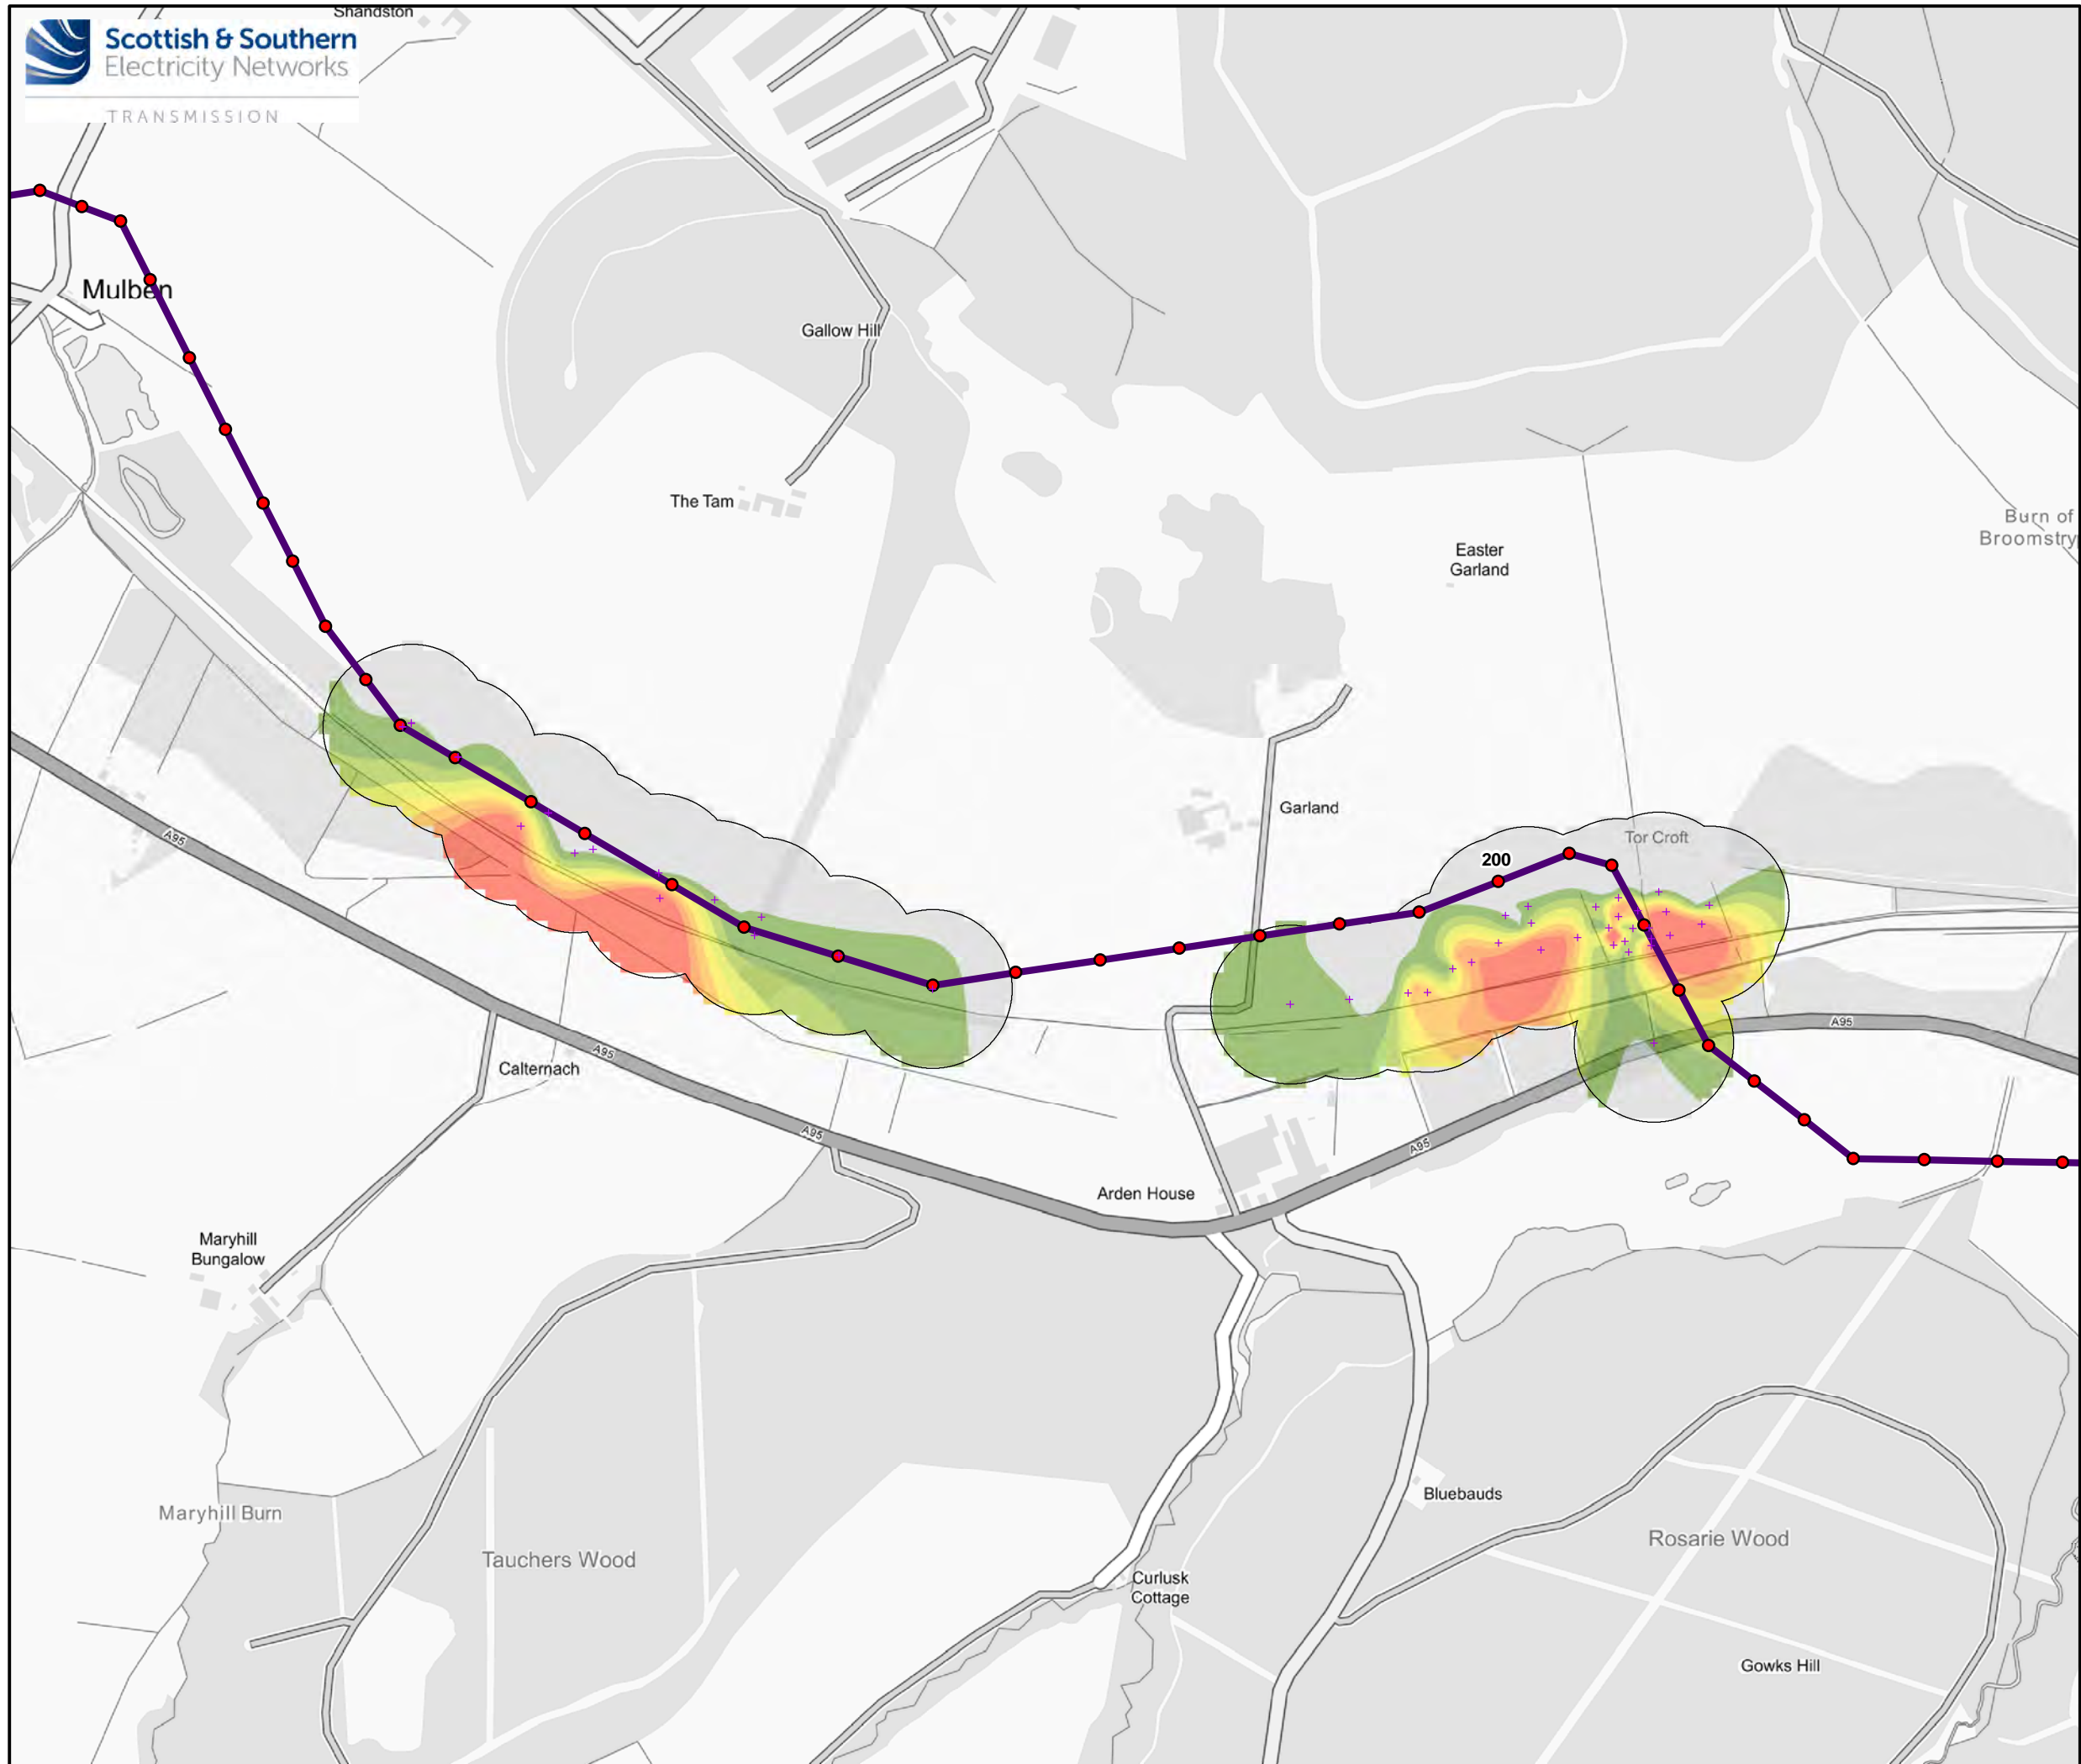 Shandston
Scottish & Southern
Electricity Networks
TRANSMISSION
Mulben
Gallow Hill
The Tam
Burn of
Easter
Garland
Garland
A95
Tor Croft
200
A95
A95
Calternach
A95
A95
Arden House
Maryhill
Bungalow
Bluebauds
Maryhill Burn
Rosarie Wood
Tauchers Wood
Curlusk
Cottage
Gowks Hill